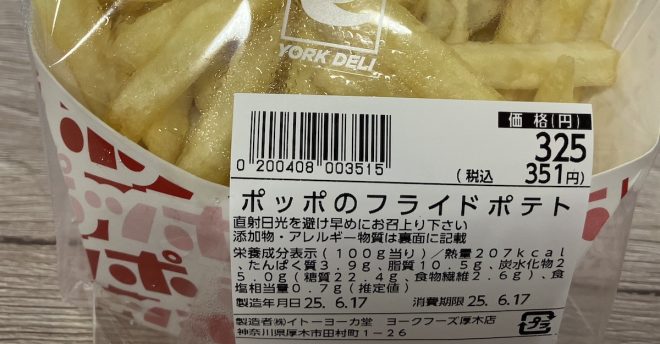 YORK DELI
価格(円)
325
(税込 351円)
0 200408 003515
ポッポのフライドポテト
直射日光を避け早めにお召上り下さい
添加物・アレルギー物質は裏面に記載
栄養成分表示(100g当り)/熱量207kcal
、たんぱく質3.9g、脂質10.5g、炭水化物2
5.0g(糖質22.4g、食物繊維2.6g)、食
塩相当量0.7g(推定値)
製造年月日25. 6.17 消費期限25. 6.17
製造者㈱イトーヨーカ堂 ヨークフーズ厚木店
神奈川県厚木市田村町1-26
プラ
ポ